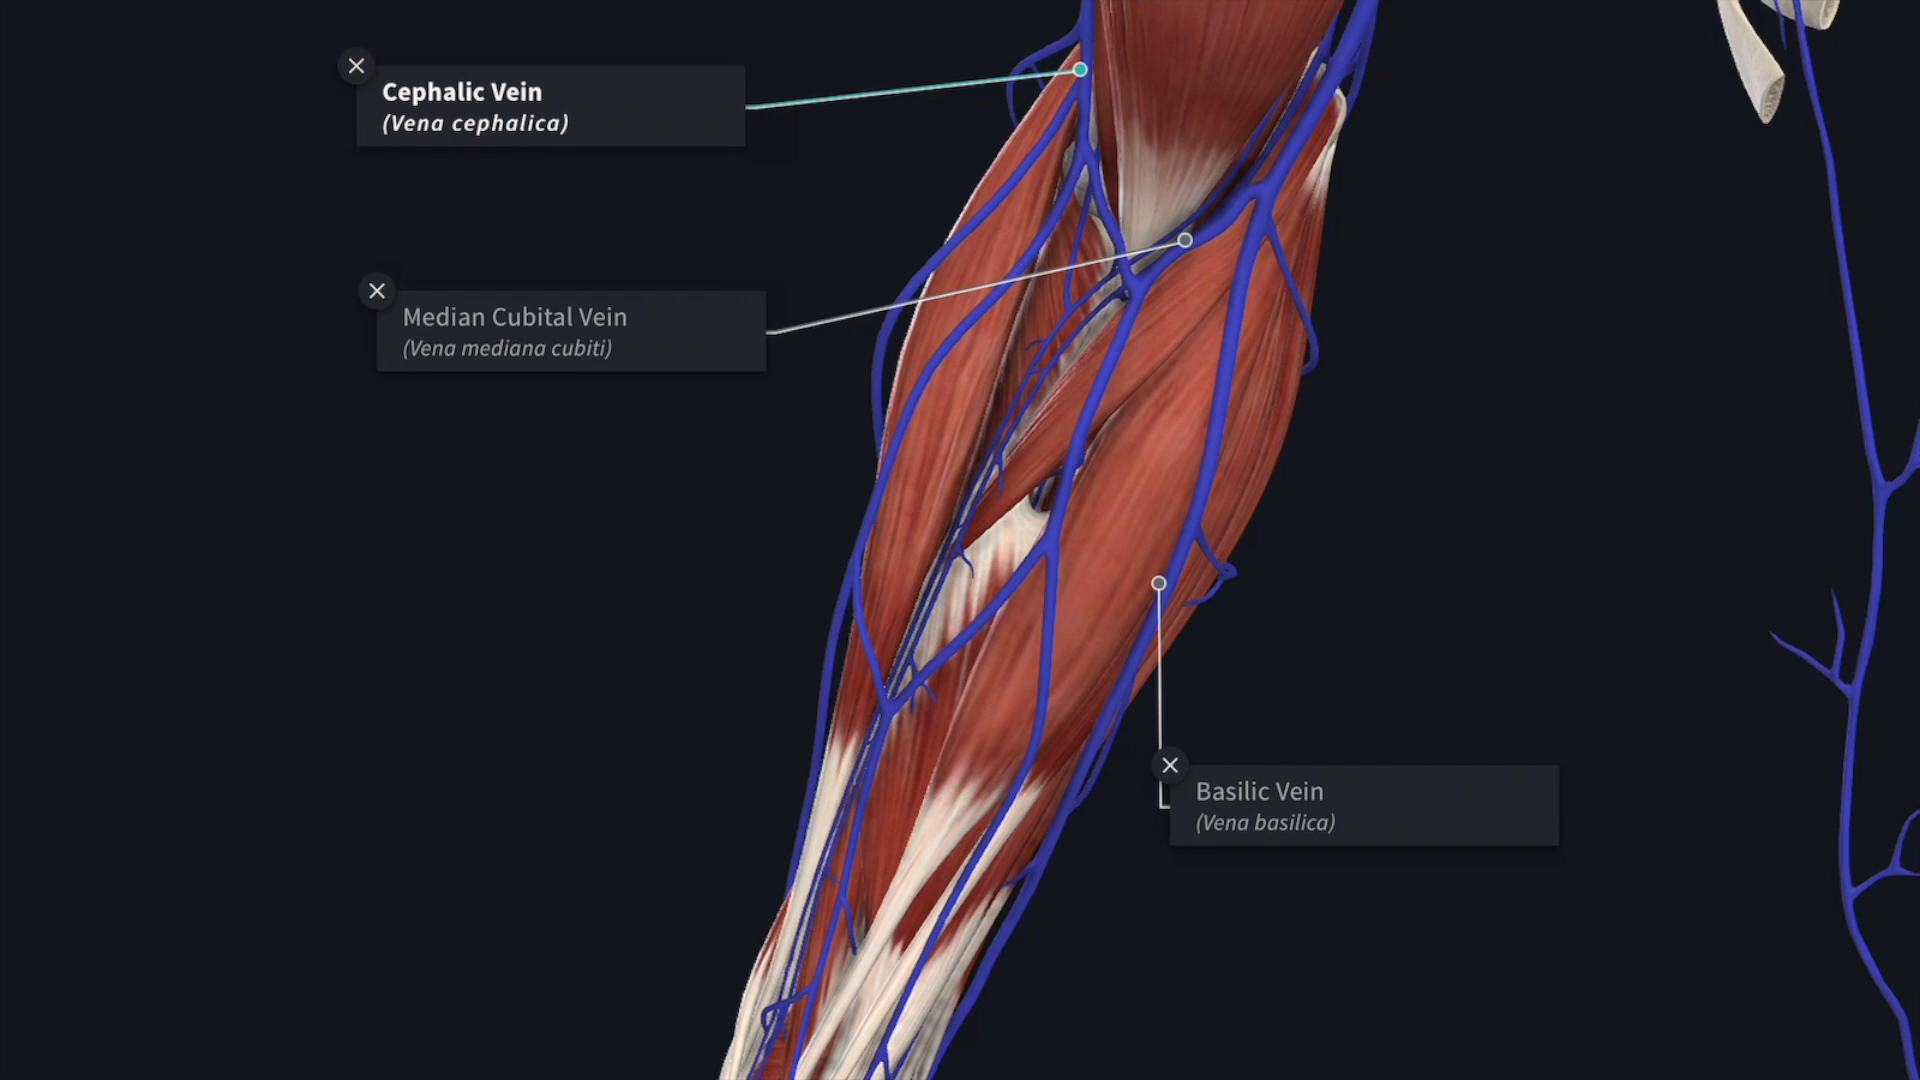 Cephalic Vein
(Vena cephalica)
Median Cubital Vein
(Vena mediana cubiti)
Basilic Vein
(Vena basilica)